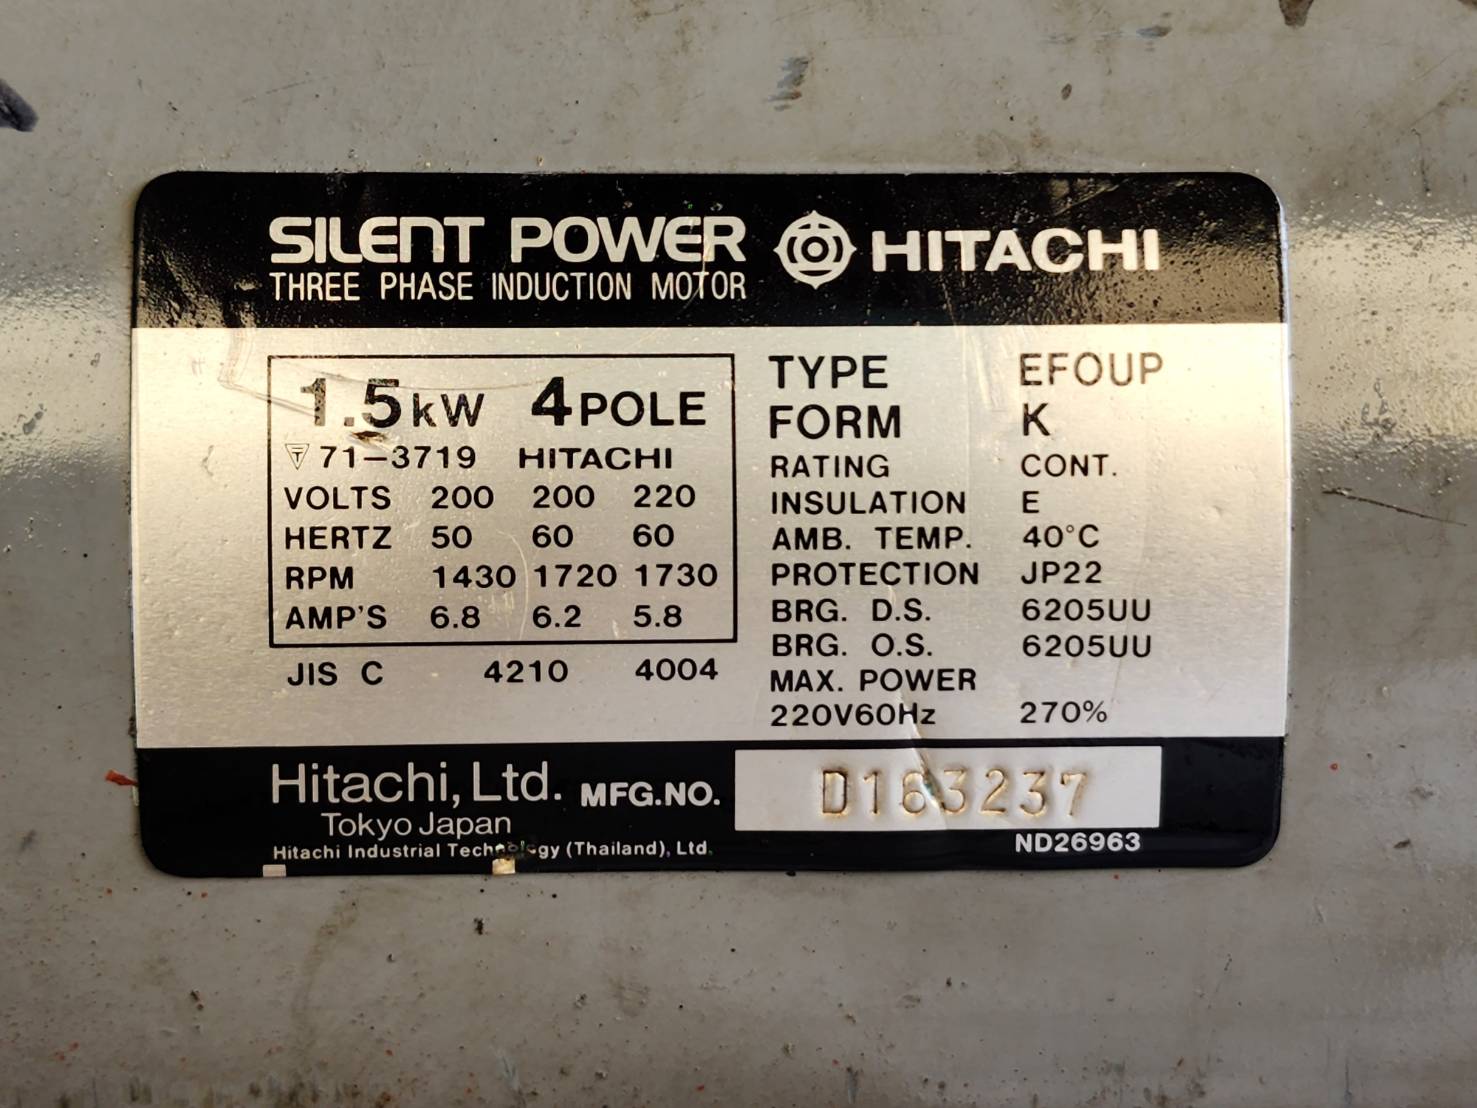 SILENT POWER HITACHI
THREE PHASE INDUCTION MOTOR
1.5kW 4POLE
71-3719 HITACHI
VOLTS 200 200 220
HERTZ 50 60 60
RPM 1430 1720 1730
AMP'S 6.8 6.2 5.8
JIS C 4210 4004
TYPE EFOUP
FORM K
RATING CONT.
INSULATION E
AMB. TEMP. 40°C
PROTECTION JP22
BRG. D.S. 6205UU
BRG. O.S. 6205UU
MAX. POWER
220V60Hz 270%
Hitachi, Ltd. MFG.NO. D163237
Tokyo Japan
Hitachi Industrial Technology (Thailand), Ltd.
ND26963